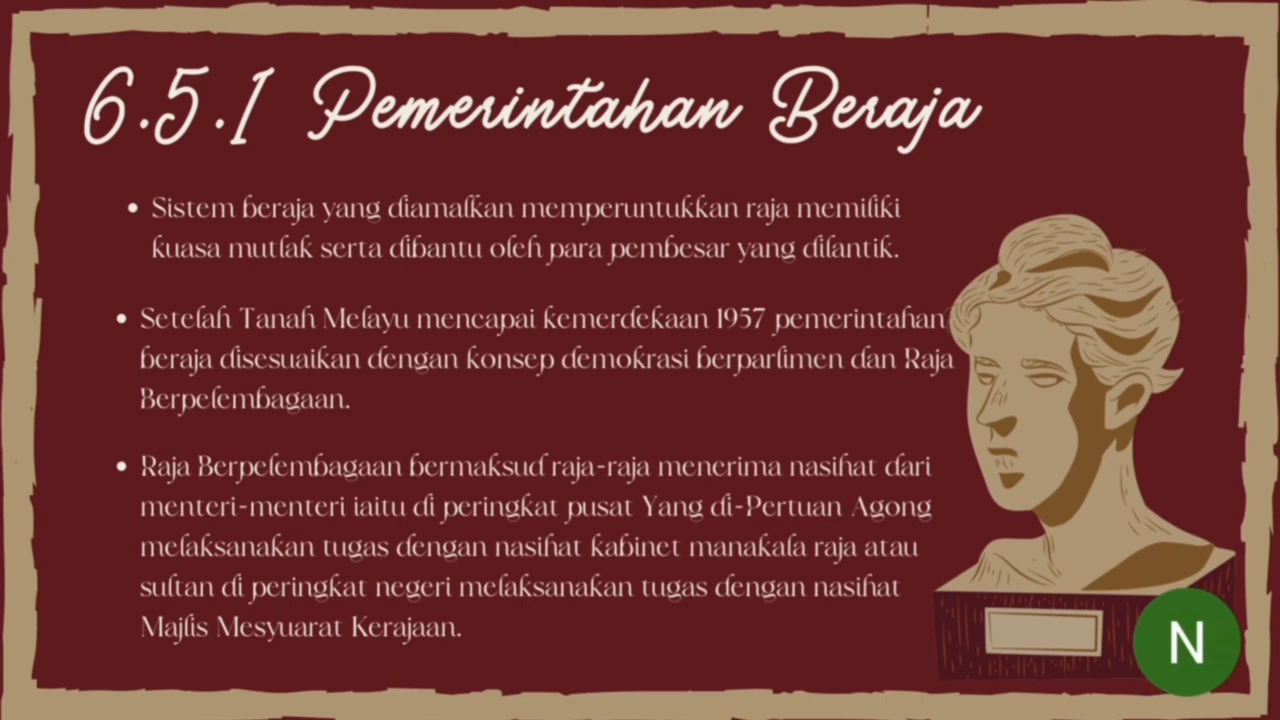 6.5.1 Pemerintahan Beraja
• Sistem beraja yang diamalkan memperuntukkan raja memiliki
kuasa mutlak serta dibantu oleh para pembesar yang dilantik.
• Setelah Tanah Melayu mencapai kemerdekaan 1957 pemerintahan
beraja disesuaikan dengan konsep demokrasi berparlimen dan Raja
Berpelembagaan.
• Raja Berpelembagaan bermaksud raja-raja menerima nasihat dari
menteri-menteri iaitu di peringkat pusat Yang di-Pertuan Agong
melaksanakan tugas dengan nasihat kabinet manakala raja atau
sultan di peringkat negeri melaksanakan tugas dengan nasihat
Majlis Mesyuarat Kerajaan.
N